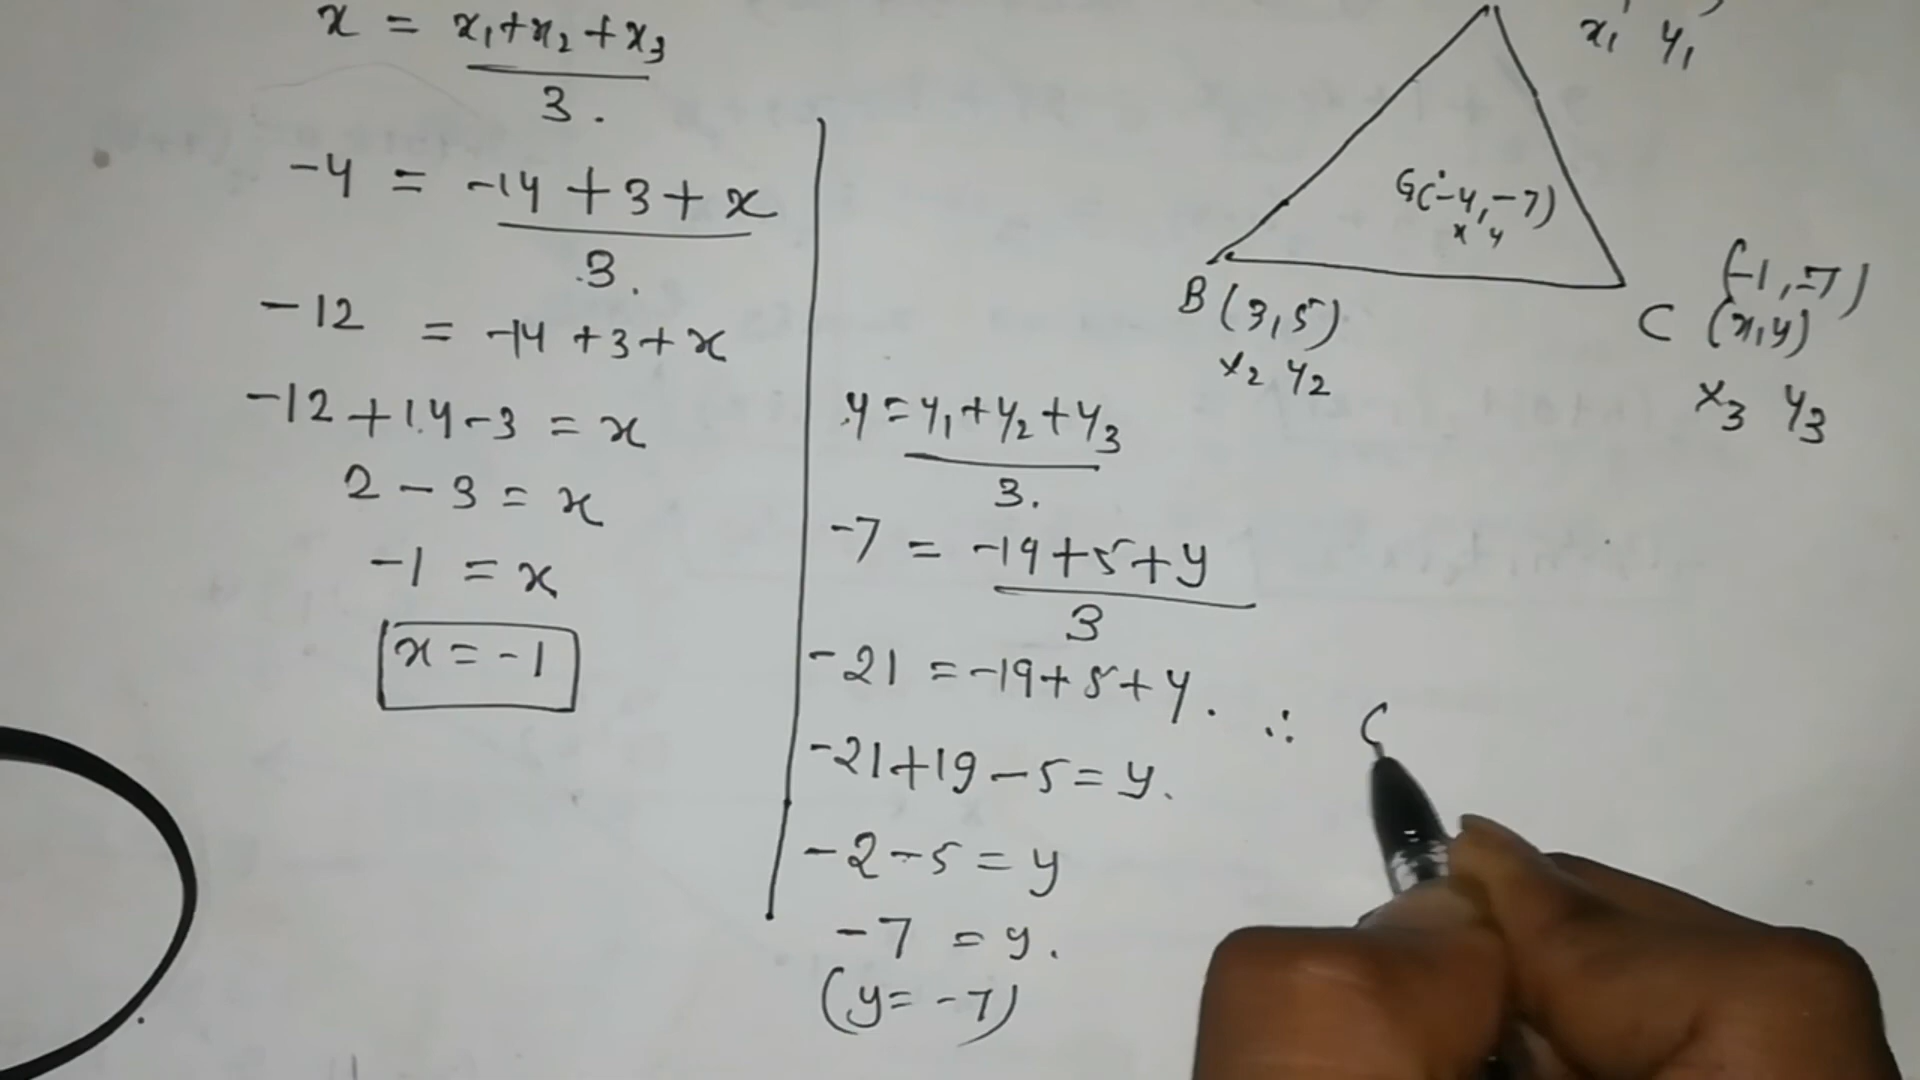 x = x₁+x₂+x₃
3.
-4 = -14+3+x
3.
-12 = -14+3+x
-12+14-3 = x
2-3 = x
-1 = x
x = -1
y = y₁+y₂+y₃
3.
-7 = -19+5+y
3
-21 = -19+5+y.
-21+19-5 = y.
-2-5 = y
-7 = y.
(y = -7)
x₁ y₁
G(-4,-7)
x y
B (3,5)
x₂ y₂
(-1,-7)
C (x,y)
x₃ y₃
∴ C